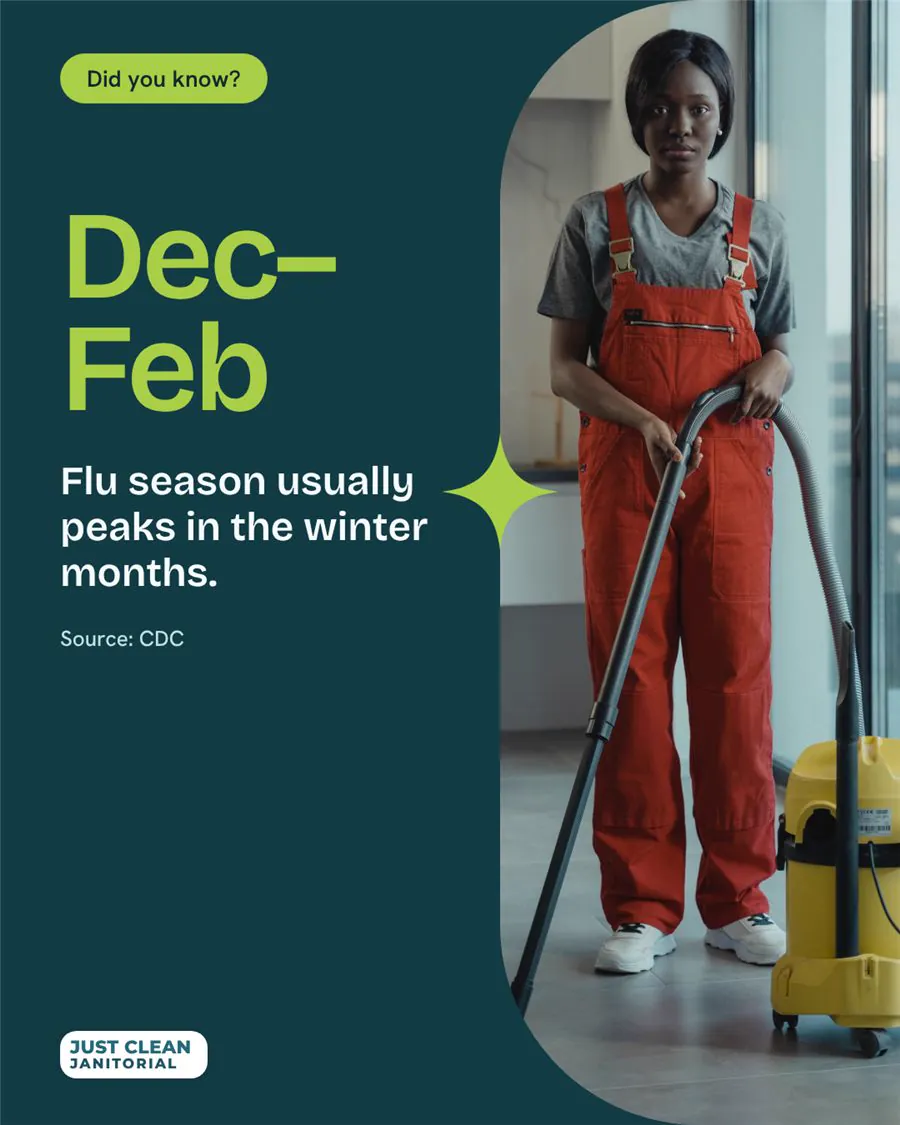 Did you know?
Dec–
Feb
Flu season usually
peaks in the winter
months.
Source: CDC
JUST CLEAN
JANITORIAL